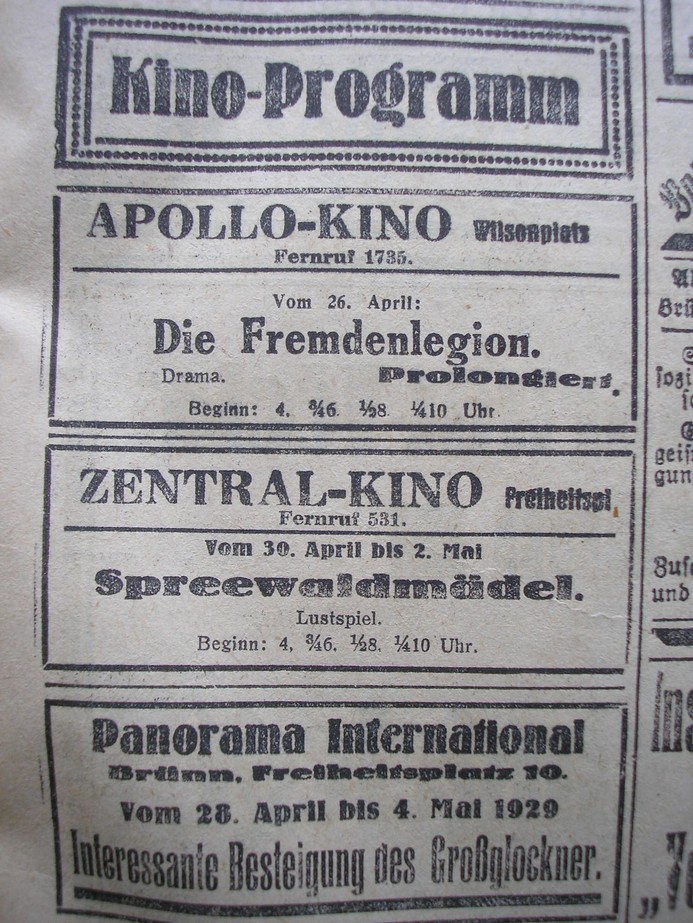 Kino-Programm
APOLLO-KINO Wilsonplatz
Fernruf 1735.
Vom 26. April:
Die Fremdenlegion.
Drama. Prolongiert.
Beginn: 4, ¾6, ½8, ¼10 Uhr.
ZENTRAL-KINO Freiheitspl.
Fernruf 531.
Vom 30. April bis 2. Mai
Spreewaldmädel.
Lustspiel.
Beginn: 4, ¾6, ½8, ¼10 Uhr.
Panorama International
Brünn, Freiheitsplatz 10.
Vom 28. April bis 4. Mai 1929
Interessante Besteigung des Großglockner.